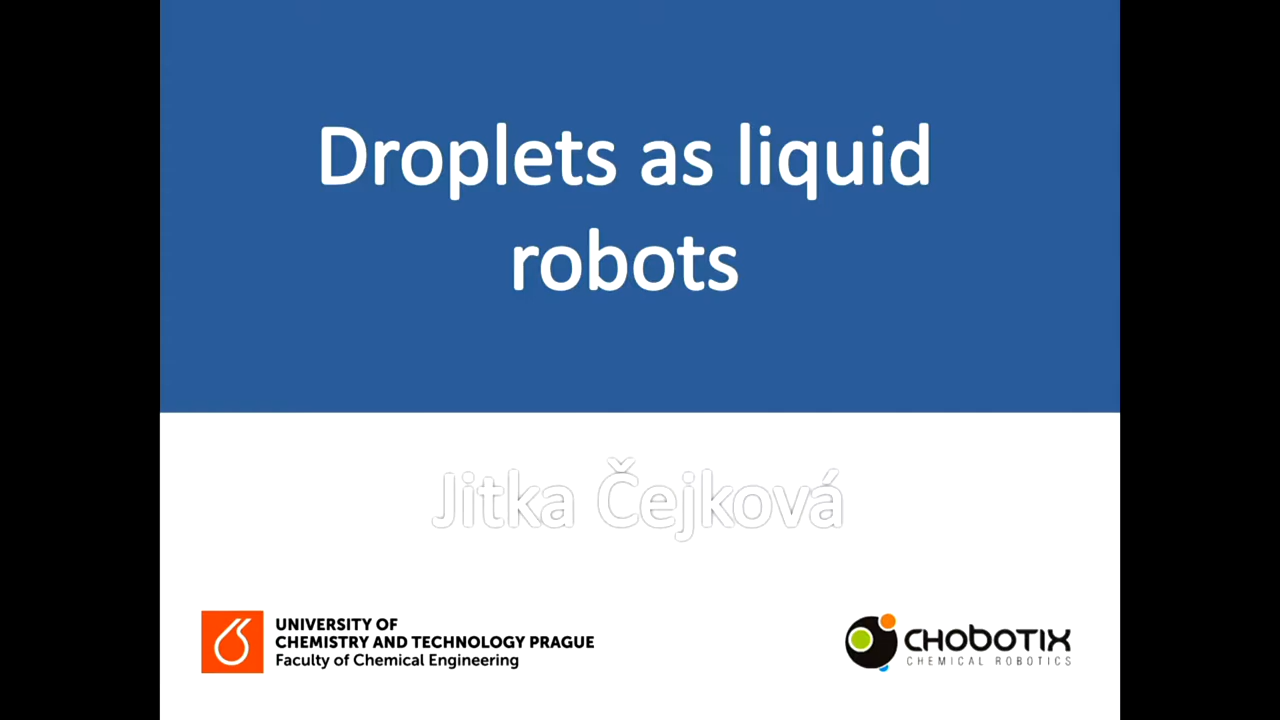 Droplets as liquid
robots
Jitka Čejková
UNIVERSITY OF
CHEMISTRY AND TECHNOLOGY PRAGUE
Faculty of Chemical Engineering
CHOBOTIX
CHEMICAL ROBOTICS